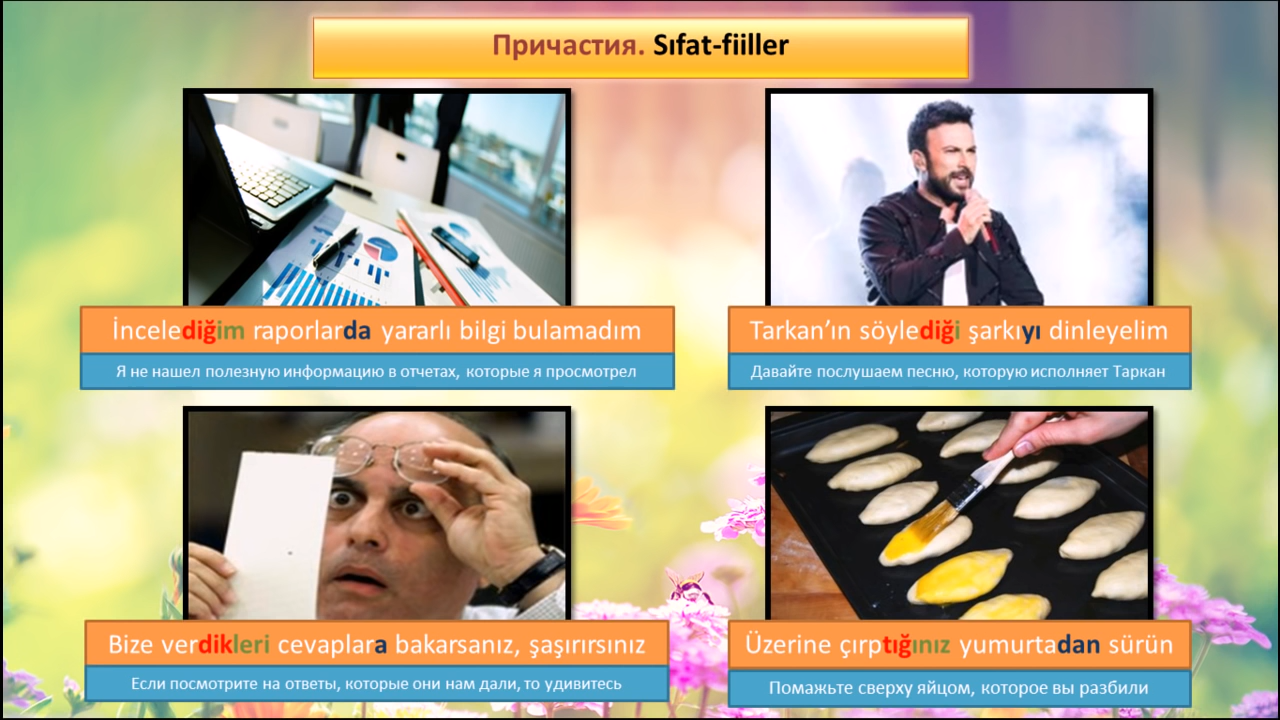 Причастия. Sıfat-fiiller
İncelediğim raporlarda yararlı bilgi bulamadım
Я не нашел полезную информацию в отчетах, которые я просмотрел
Tarkan’ın söylediği şarkıyı dinleyelim
Давайте послушаем песню, которую исполняет Таркан
Bize verdikleri cevaplara bakarsanız, şaşırırsınız
Если посмотрите на ответы, которые они нам дали, то удивитесь
Üzerine çırptığınız yumurtadan sürün
Помажьте сверху яйцом, которое вы разбили